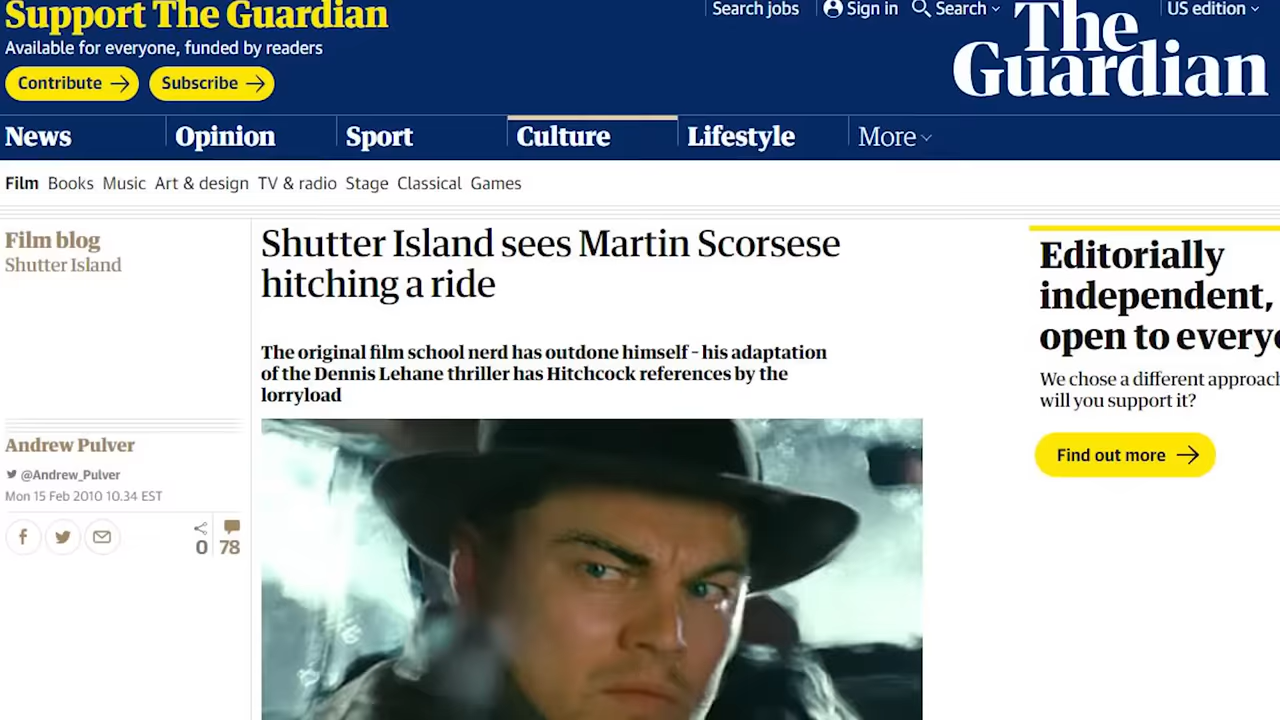 Support The Guardian
Available for everyone, funded by readers
Contribute
Subscribe
Search jobs
Sign in
Search
US edition
The
Guardian
News
Opinion
Sport
Culture
Lifestyle
More
Film
Books
Music
Art & design
TV & radio
Stage
Classical
Games
Film blog
Shutter Island
Shutter Island sees Martin Scorsese
hitching a ride
The original film school nerd has outdone himself – his adaptation
of the Dennis Lehane thriller has Hitchcock references by the
lorryload
Andrew Pulver
@Andrew_Pulver
Mon 15 Feb 2010 10.34 EST
0
78
Editorially
independent,
open to everyo
We chose a different approach
will you support it?
Find out more